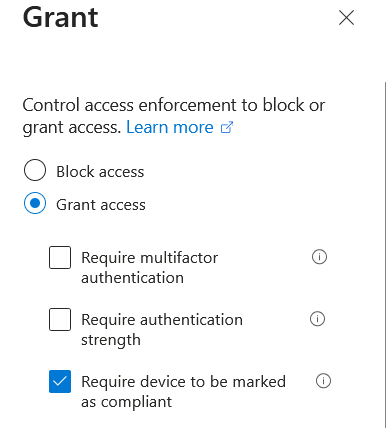 Grant
Control access enforcement to block or
grant access. Learn more
Block access
Grant access
Require multifactor
authentication
Require authentication
strength
Require device to be marked
as compliant